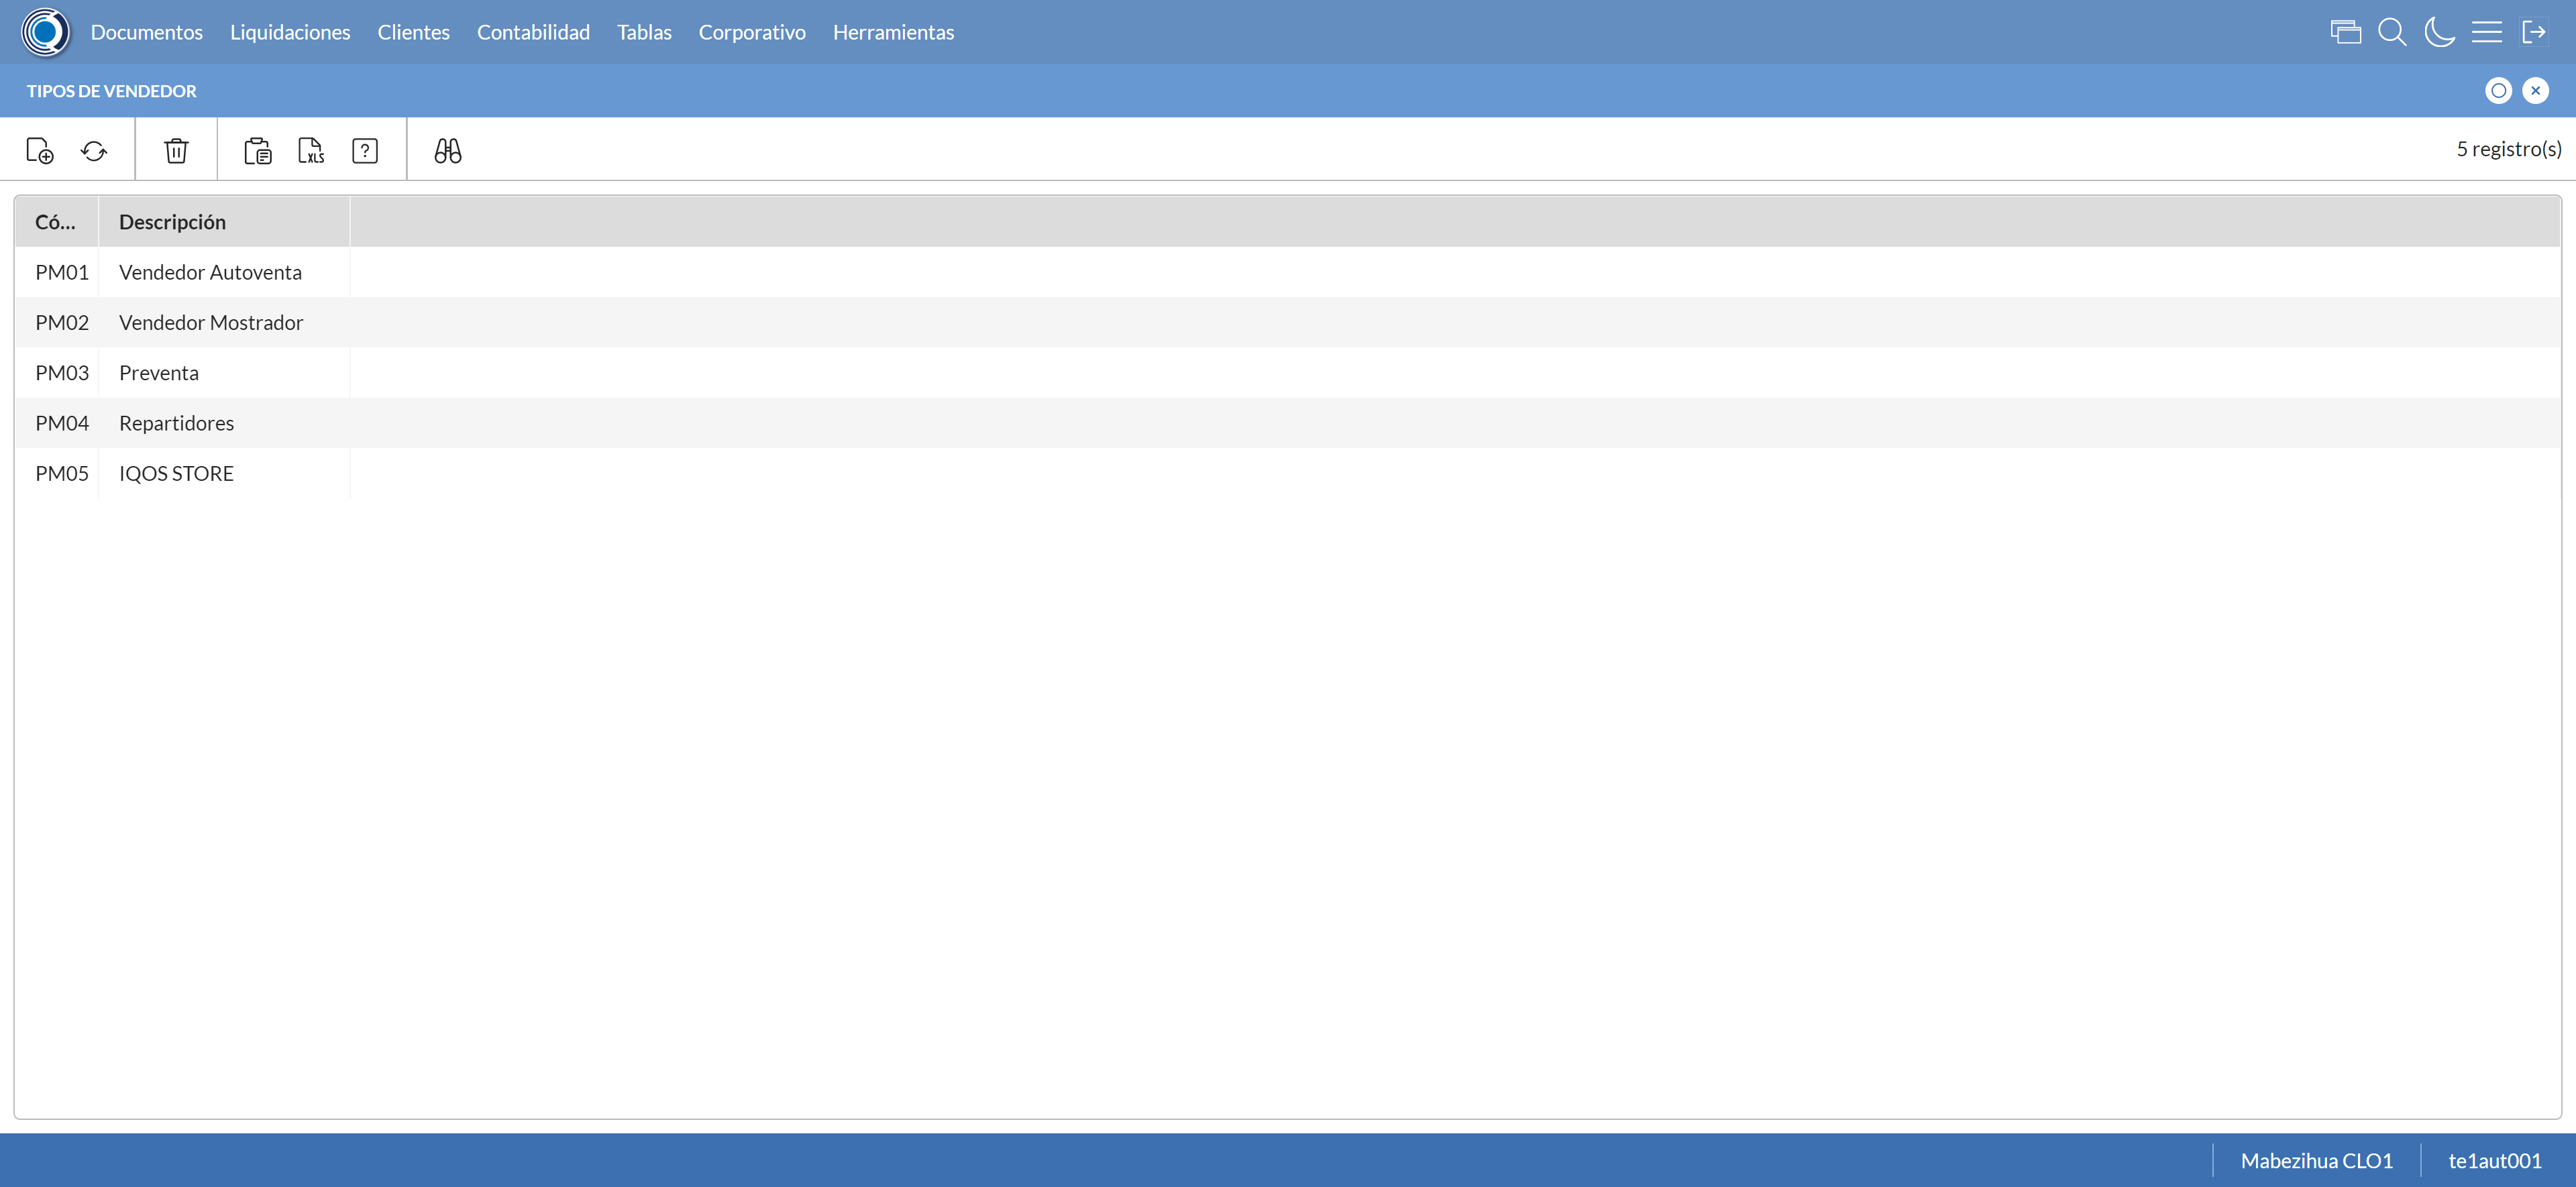 Documentos Liquidaciones Clientes Contabilidad Tablas Corporativo Herramientas
TIPOS DE VENDEDOR
XLS ? 5 registro(s)
Có... Descripción
PM01 Vendedor Autoventa
PM02 Vendedor Mostrador
PM03 Preventa
PM04 Repartidores
PM05 IQOS STORE
Mabezihua CLO1 te1aut001